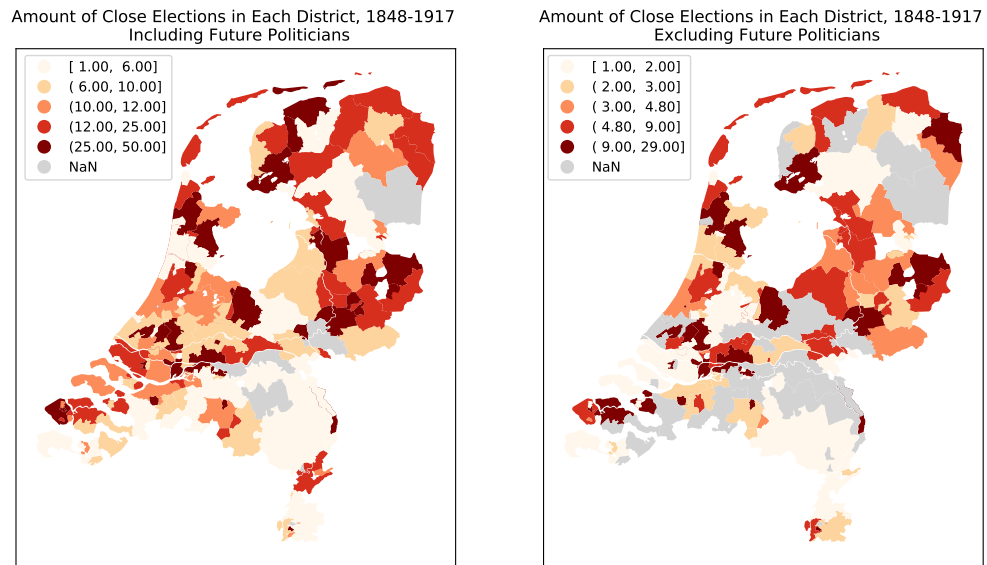 Amount of Close Elections in Each District, 1848-1917
Including Future Politicians
[ 1.00,  6.00]
( 6.00, 10.00]
(10.00, 12.00]
(12.00, 25.00]
(25.00, 50.00]
NaN
Amount of Close Elections in Each District, 1848-1917
Excluding Future Politicians
[ 1.00,  2.00]
( 2.00,  3.00]
( 3.00,  4.80]
( 4.80,  9.00]
( 9.00, 29.00]
NaN